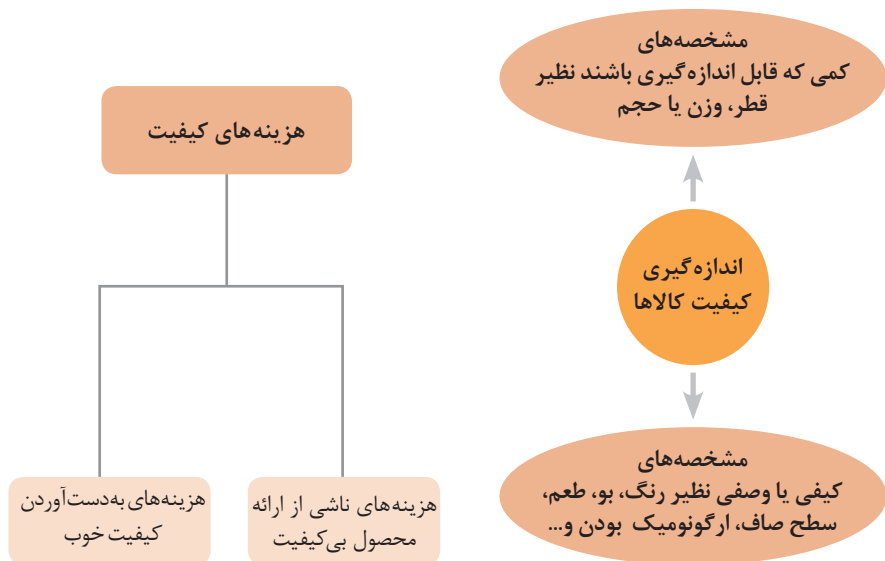 مشخصه‌های
کمی که قابل اندازه‌گیری باشند نظیر
قطر، وزن یا حجم
اندازه‌گیری
کیفیت کالاها
مشخصه‌های
کیفی یا وصفی نظیر رنگ، بو، طعم،
سطح صاف، ارگونومیک بودن و...
هزینه‌های کیفیت
هزینه‌های ناشی از ارائه
محصول بی‌کیفیت
هزینه‌های به‌دست‌آوردن
کیفیت خوب